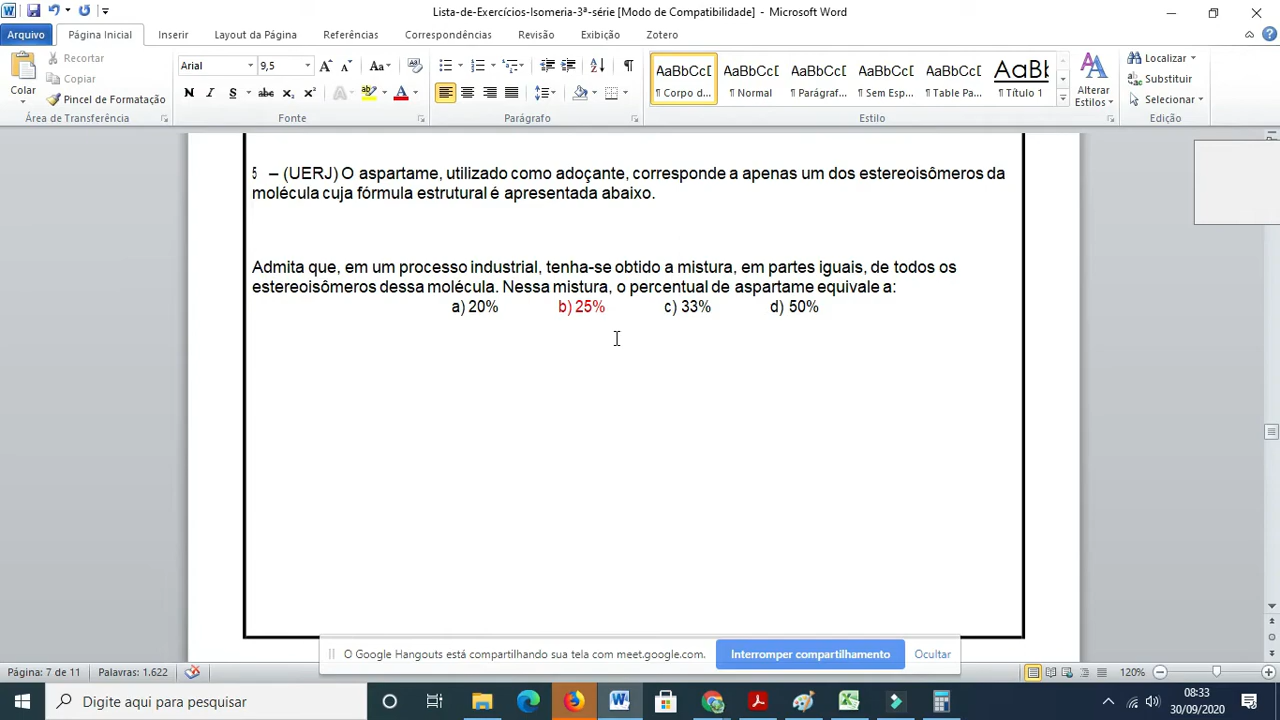 Lista-de-Exercícios-Isomeria-3ª-série [Modo de Compatibilidade] - Microsoft Word
Arquivo Página Inicial Inserir Layout da Página Referências Correspondências Revisão Exibição Zotero
Colar
Recortar
Copiar
Pincel de Formatação
Área de Transferência
Arial 9,5
Fonte
Parágrafo
AaBbCcD AaBbCcD AaBbCcD AaBbCcD AaBbCcD AaBb
¶ Corpo d... ¶ Normal ¶ Parágraf... ¶ Sem Esp... ¶ Table Pa... ¶ Título 1
Estilo
Alterar Estilos
Localizar
Substituir
Selecionar
Edição
5 – (UERJ) O aspartame, utilizado como adoçante, corresponde a apenas um dos estereoisômeros da
molécula cuja fórmula estrutural é apresentada abaixo.
Admita que, em um processo industrial, tenha-se obtido a mistura, em partes iguais, de todos os
estereoisômeros dessa molécula. Nessa mistura, o percentual de aspartame equivale a:
a) 20% b) 25% c) 33% d) 50%
O Google Hangouts está compartilhando sua tela com meet.google.com. Interromper compartilhamento Ocultar
Página: 7 de 11 Palavras: 1.622 120%
Digite aqui para pesquisar
08:33
30/09/2020